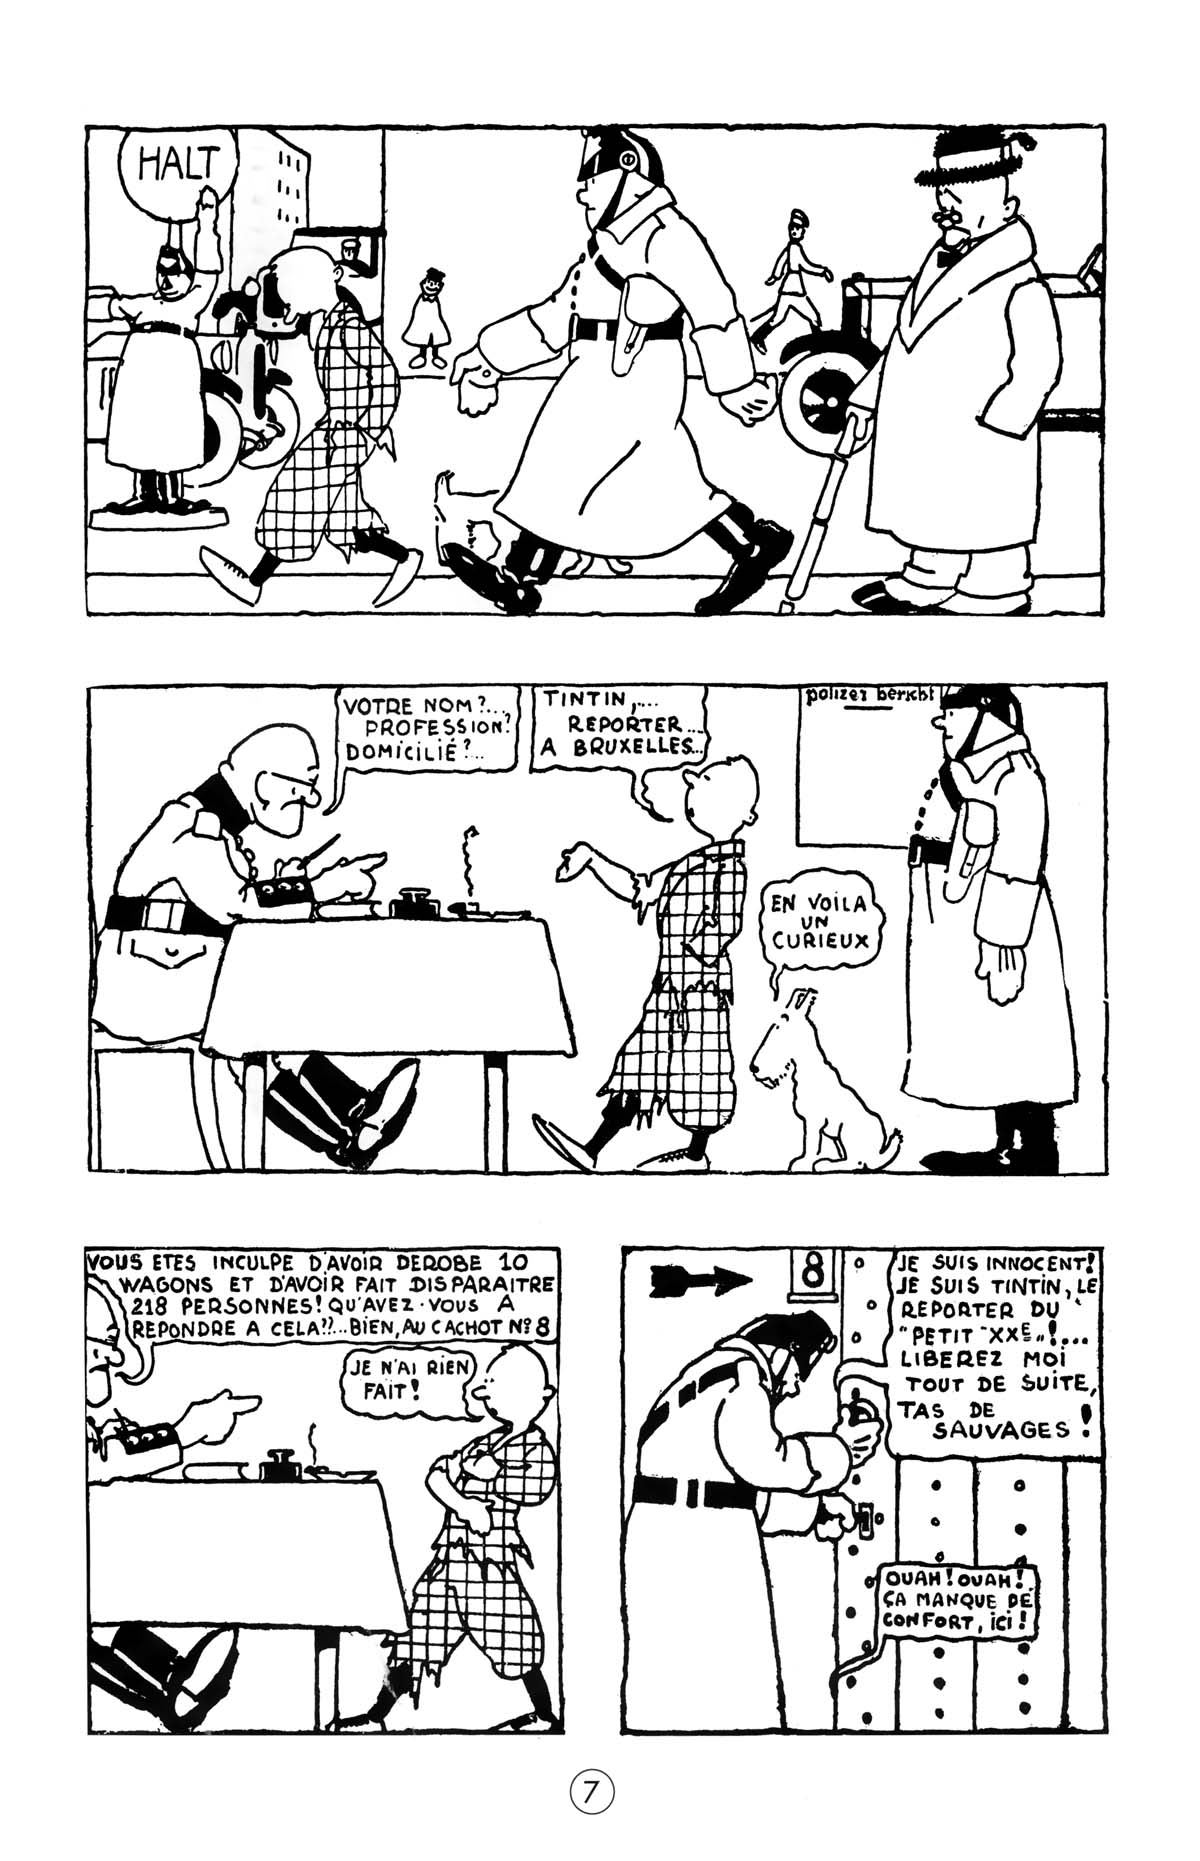 HALT
VOTRE NOM?....
PROFESSION?
DOMICILIÉ?...
TINTIN,....
REPORTER....
A BRUXELLES...
polizei bericht
EN VOILA
UN
CURIEUX
VOUS ETES INCULPE D'AVOIR DEROBE 10
WAGONS ET D'AVOIR FAIT DISPARAITRE
218 PERSONNES! QU'AVEZ-VOUS A
REPONDRE A CELA??...BIEN, AU CACHOT Nº 8
JE N'AI RIEN
FAIT!
8
JE SUIS INNOCENT!
JE SUIS TINTIN, LE
REPORTER DU
"PETIT XXE"!....
LIBEREZ MOI
TOUT DE SUITE,
TAS DE
SAUVAGES!
OUAH! OUAH!
ÇA MANQUE DE
CONFORT, ici!
7